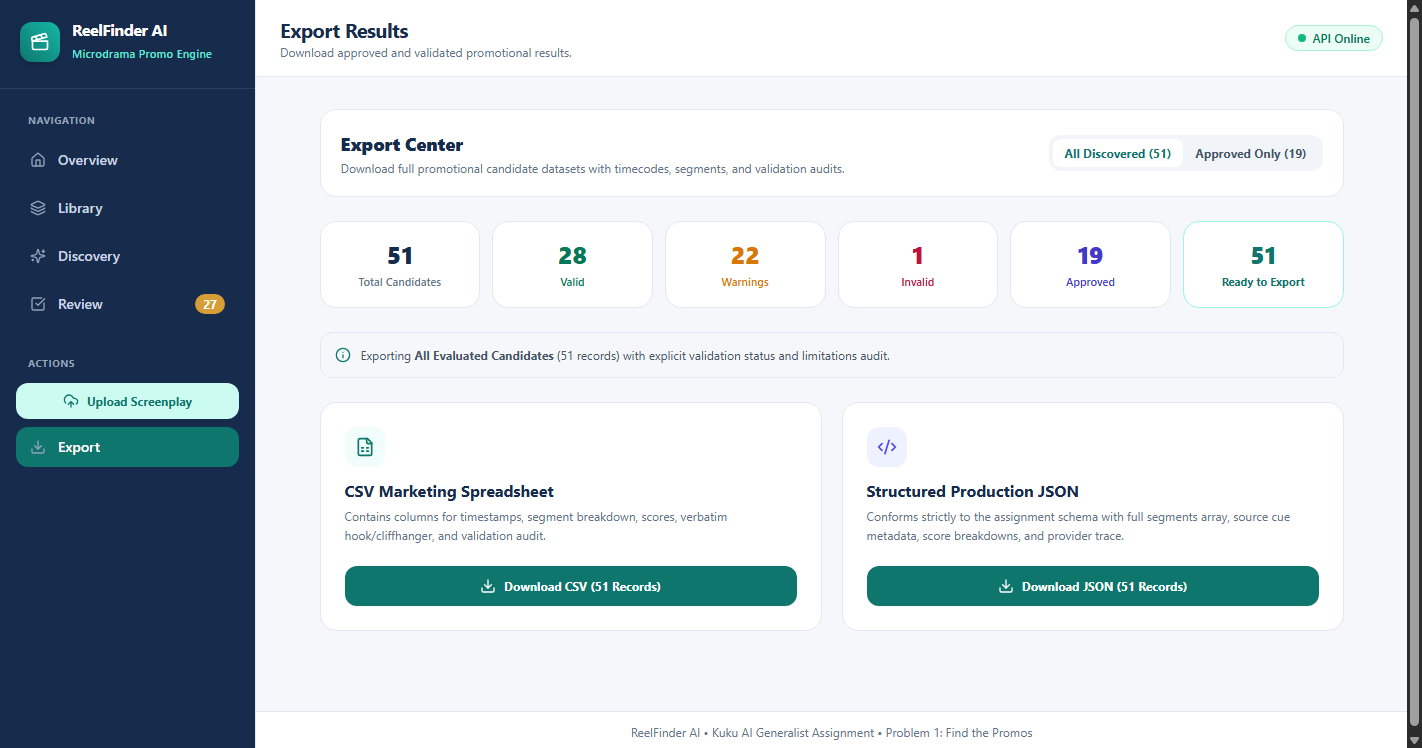 ReelFinder AI
Microdrama Promo Engine
NAVIGATION
Overview
Library
Discovery
Review 27
ACTIONS
Upload Screenplay
Export
Export Results
Download approved and validated promotional results.
API Online
Export Center
Download full promotional candidate datasets with timecodes, segments, and validation audits.
All Discovered (51) Approved Only (19)
51
Total Candidates
28
Valid
22
Warnings
1
Invalid
19
Approved
51
Ready to Export
Exporting All Evaluated Candidates (51 records) with explicit validation status and limitations audit.
CSV Marketing Spreadsheet
Contains columns for timestamps, segment breakdown, scores, verbatim
hook/cliffhanger, and validation audit.
Download CSV (51 Records)
Structured Production JSON
Conforms strictly to the assignment schema with full segments array, source cue
metadata, score breakdowns, and provider trace.
Download JSON (51 Records)
ReelFinder AI • Kuku AI Generalist Assignment • Problem 1: Find the Promos